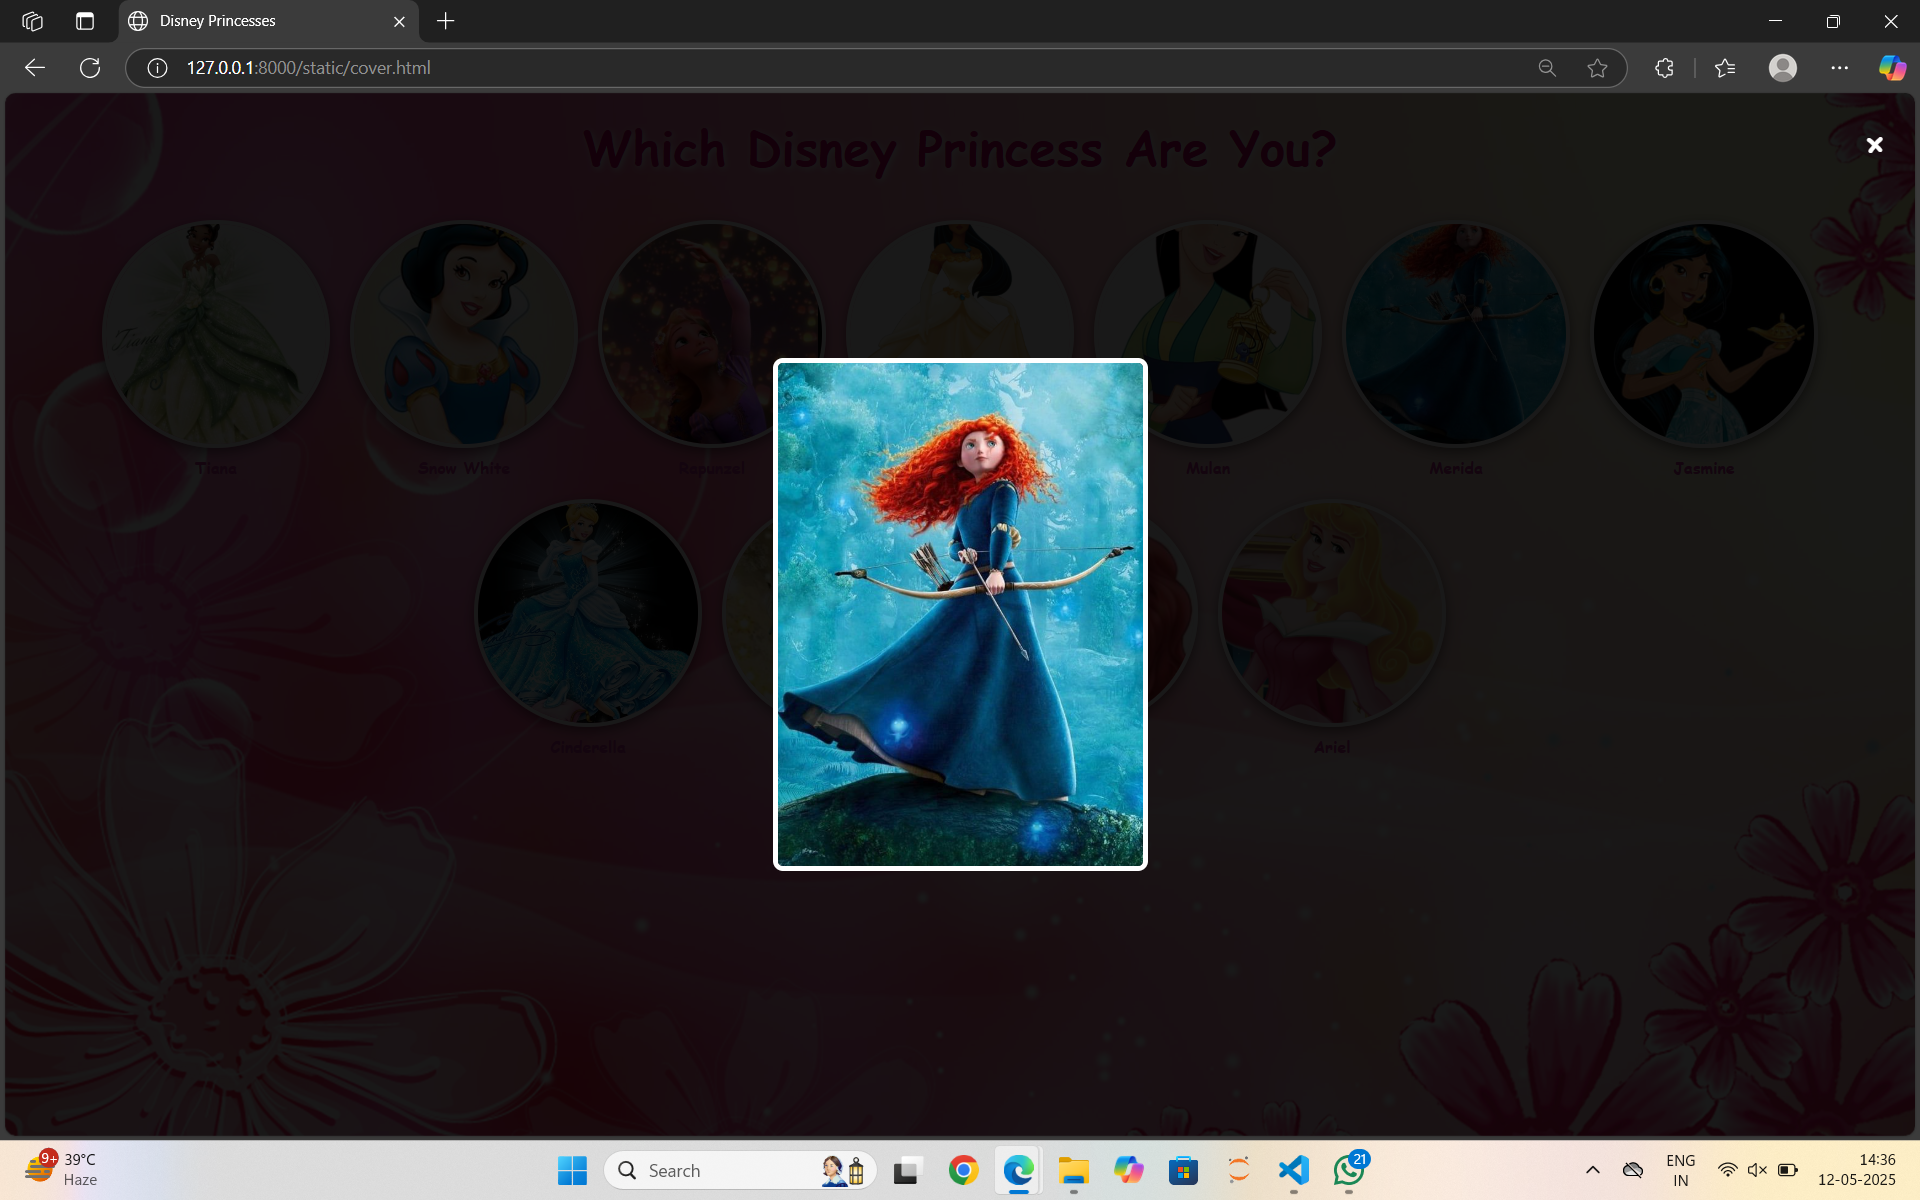 Disney Princesses
127.0.0.1:8000/static/cover.html
Which Disney Princess Are You?
Tiana
Tiana
Snow White
Rapunzel
Mulan
Merida
Jasmine
Cinderella
Ariel
9+
39°C
Haze
Search
21
ENG
IN
14:36
12-05-2025